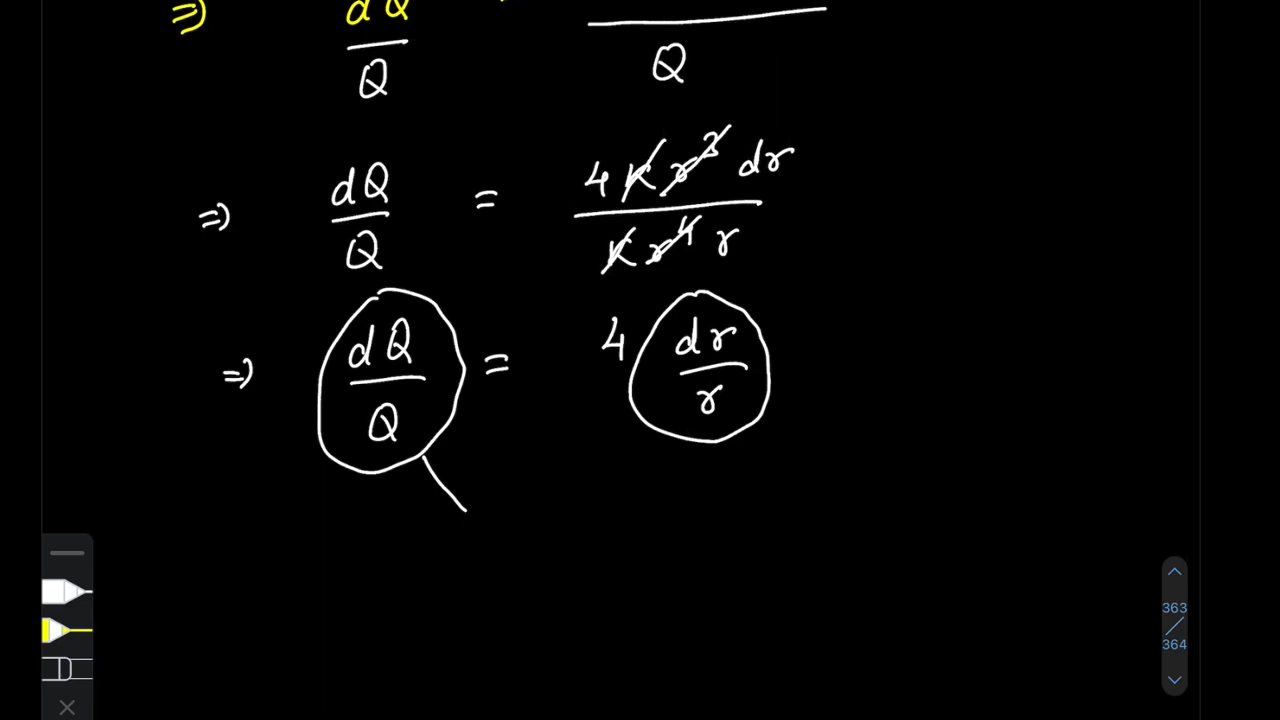 ⇒ dQ/Q
Q
⇒ dQ/Q = 4 K r³ dr / K r⁴ r
⇒ dQ/Q = 4 dr/r
363
/
364